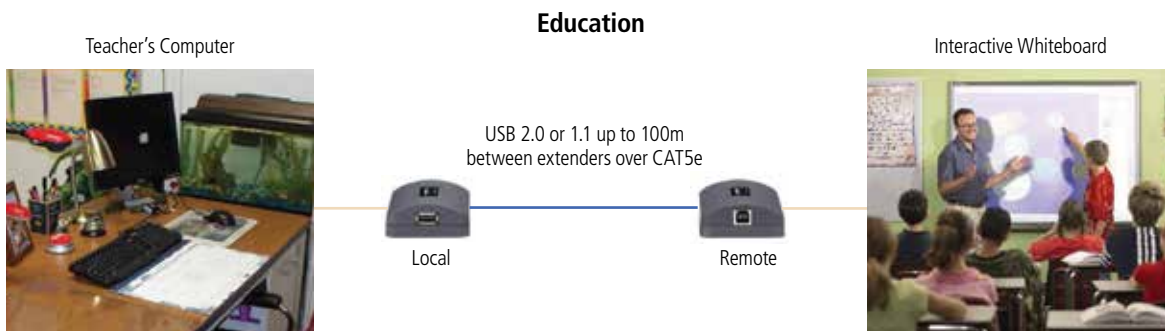 Education
Teacher's Computer
Interactive Whiteboard
USB 2.0 or 1.1 up to 100m
between extenders over CAT5e
Local
Remote